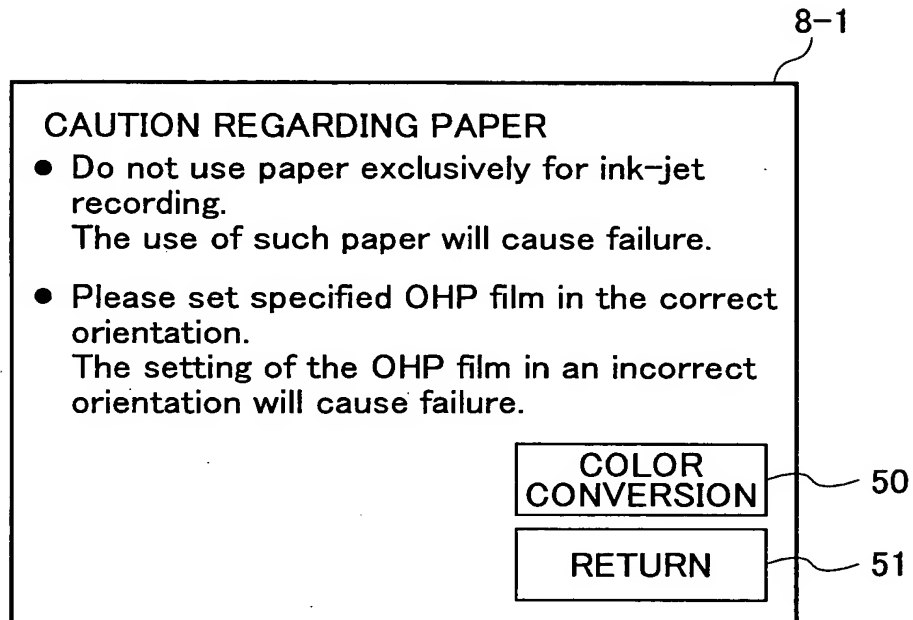 8-1
CAUTION REGARDING PAPER
● Do not use paper exclusively for ink-jet
recording.
The use of such paper will cause failure.
● Please set specified OHP film in the correct
orientation.
The setting of the OHP film in an incorrect
orientation will cause failure.
COLOR
CONVERSION
50
RETURN
51